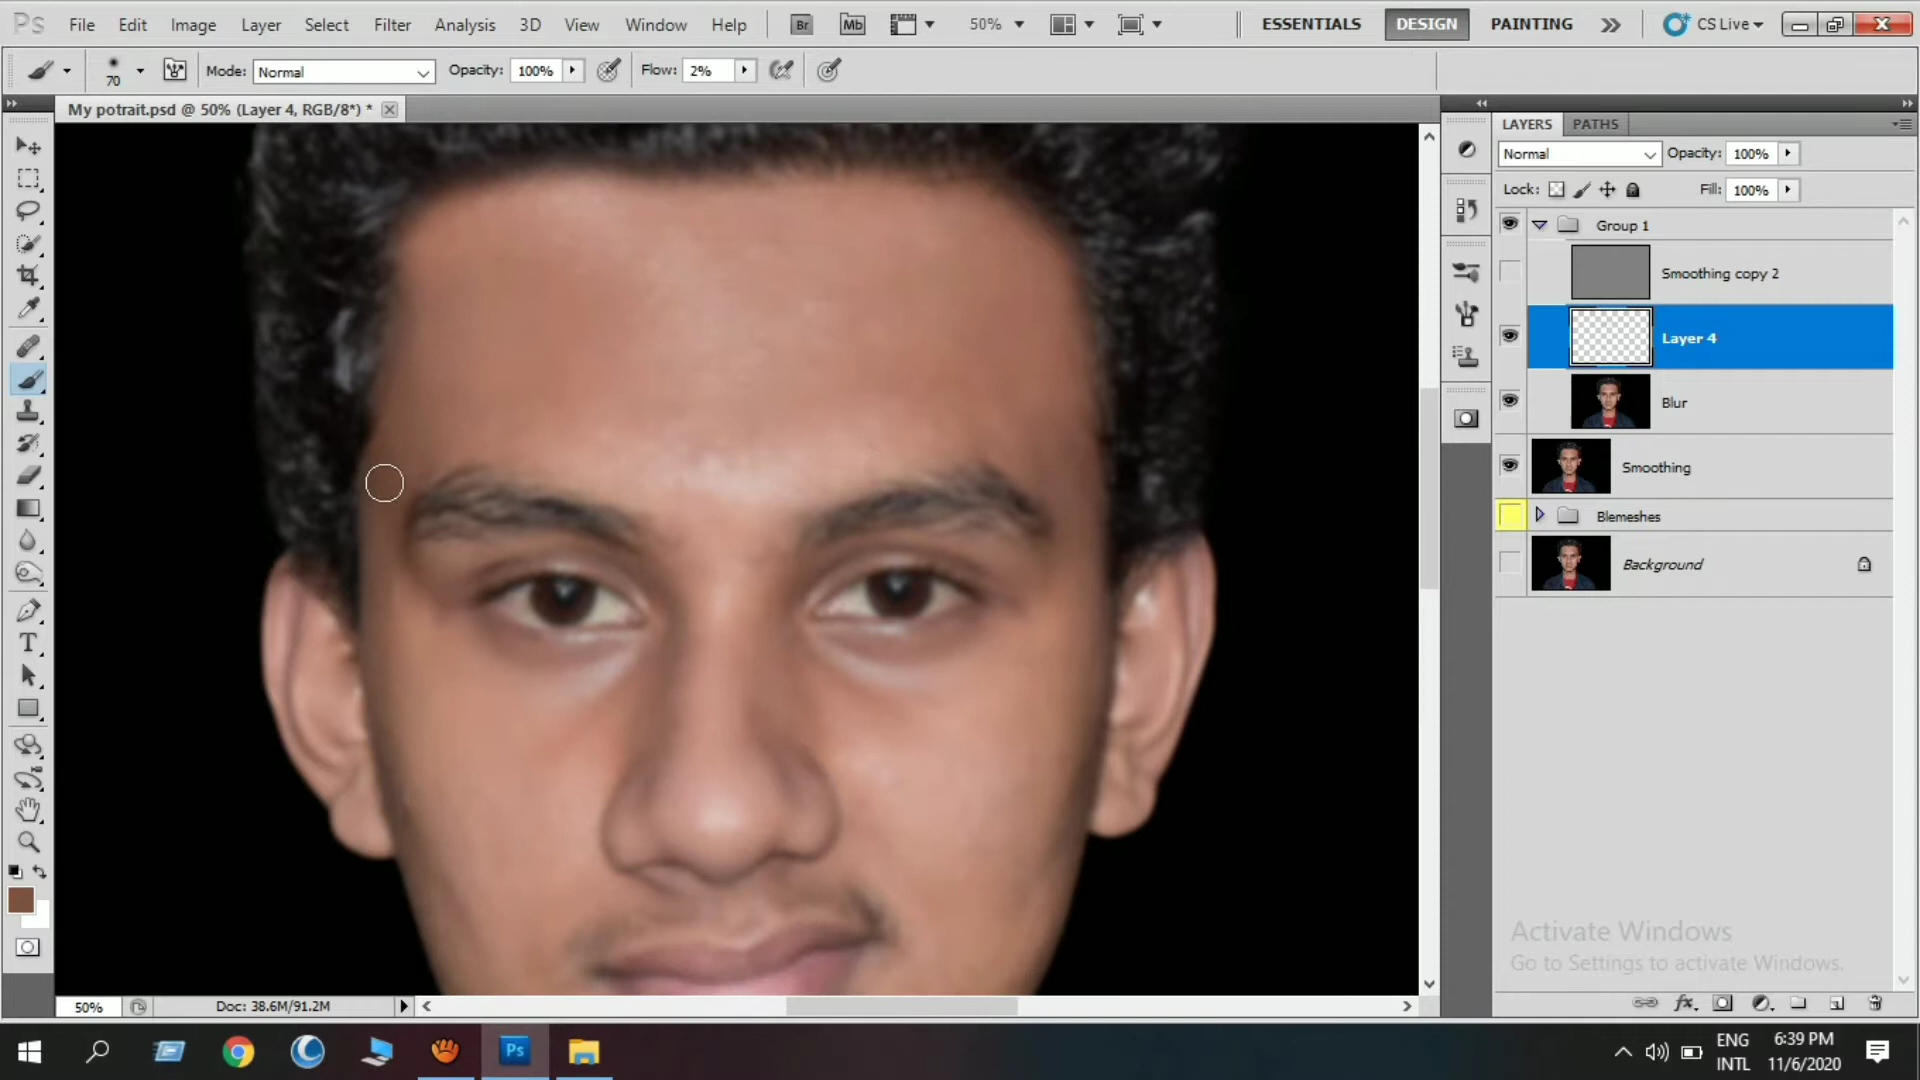 Ps File Edit Image Layer Select Filter Analysis 3D View Window Help Br Mb 50% ESSENTIALS DESIGN PAINTING CS Live
70 Mode: Normal Opacity: 100% Flow: 2%
My potrait.psd @ 50% (Layer 4, RGB/8*) *
LAYERS PATHS
Normal Opacity: 100%
Lock: Fill: 100%
Group 1
Smoothing copy 2
Layer 4
Blur
Smoothing
Blemeshes
Background
T
Activate Windows
Go to Settings to activate Windows.
50% Doc: 38.6M/91.2M fx
Ps ENG 6:39 PM
INTL 11/6/2020